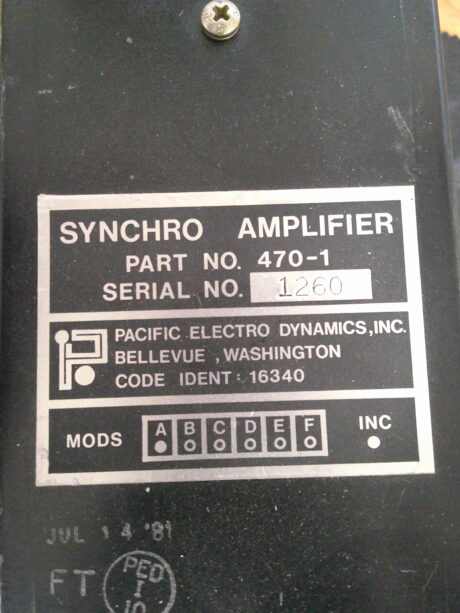 SYNCHRO AMPLIFIER
PART NO. 470-1
SERIAL NO. 1260
PACIFIC ELECTRO DYNAMICS, INC.
BELLEVUE , WASHINGTON
CODE IDENT: 16340
MODS A B C D E F INC
JUL 14 '81
FT PED
I
10